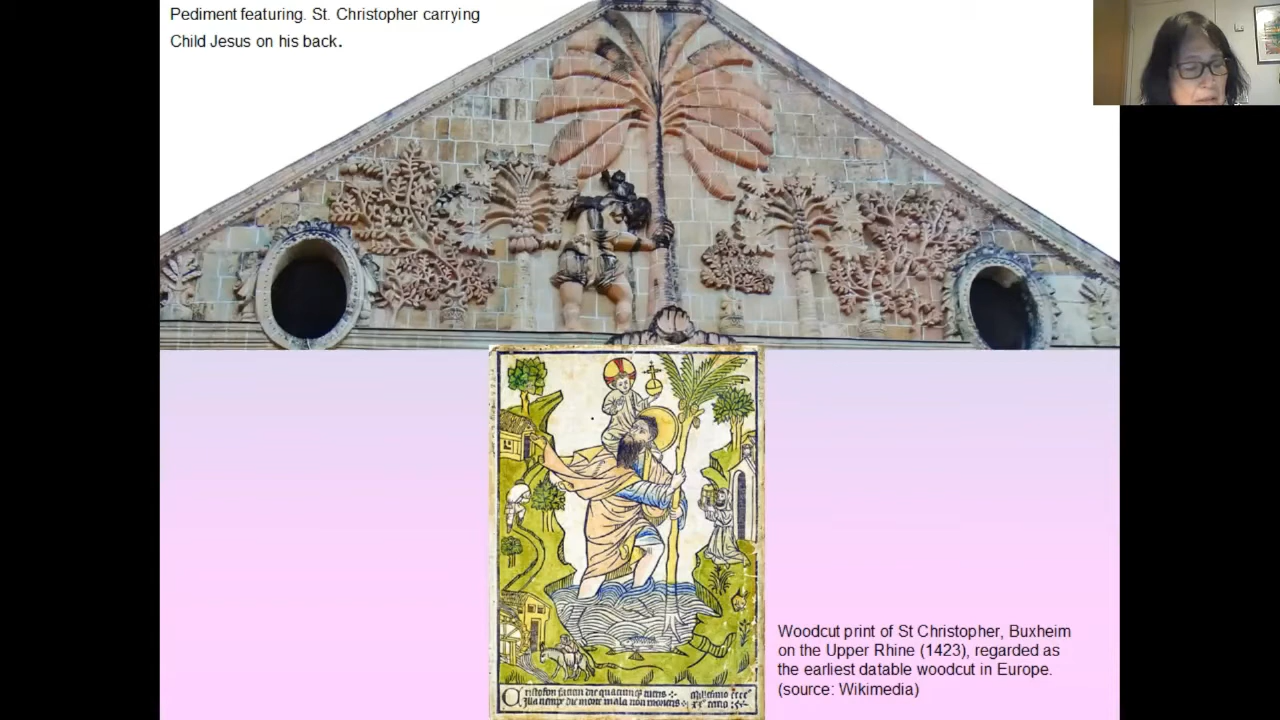 Pediment featuring. St. Christopher carrying
Child Jesus on his back.
Woodcut print of St Christopher, Buxheim
on the Upper Rhine (1423), regarded as
the earliest datable woodcut in Europe.
(source: Wikimedia)